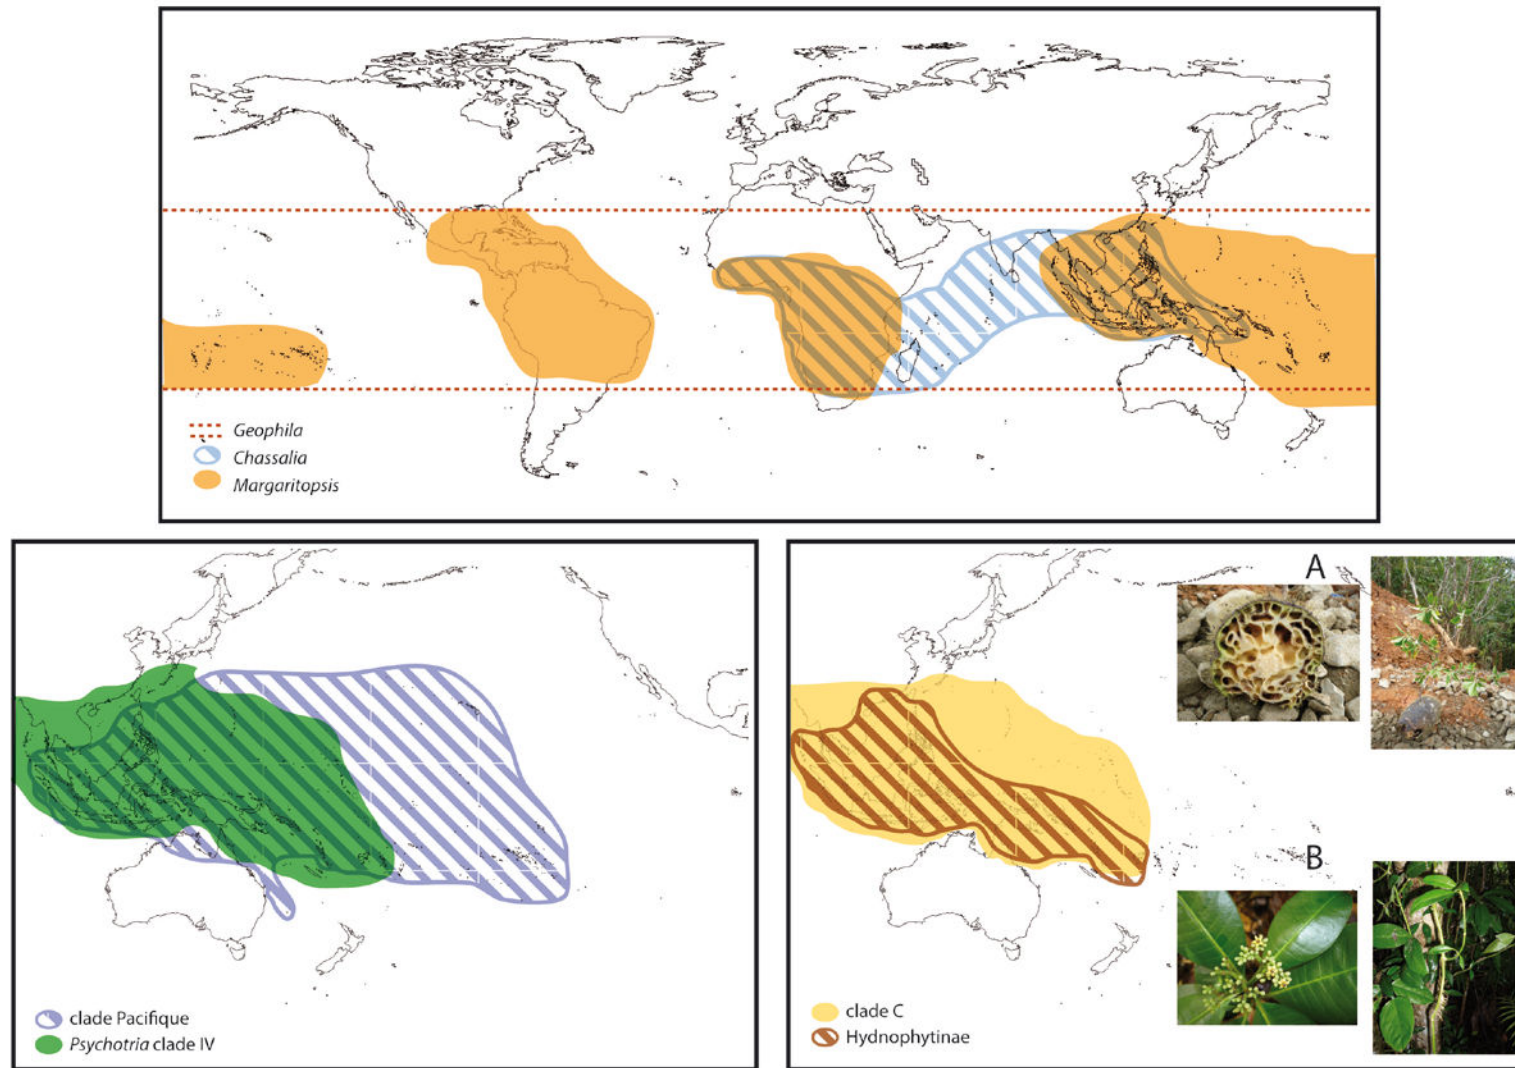 Geophila
Chassalia
Margaritopsis
clade Pacifique
Psychotria clade IV
A
B
clade C
Hydnophytinae